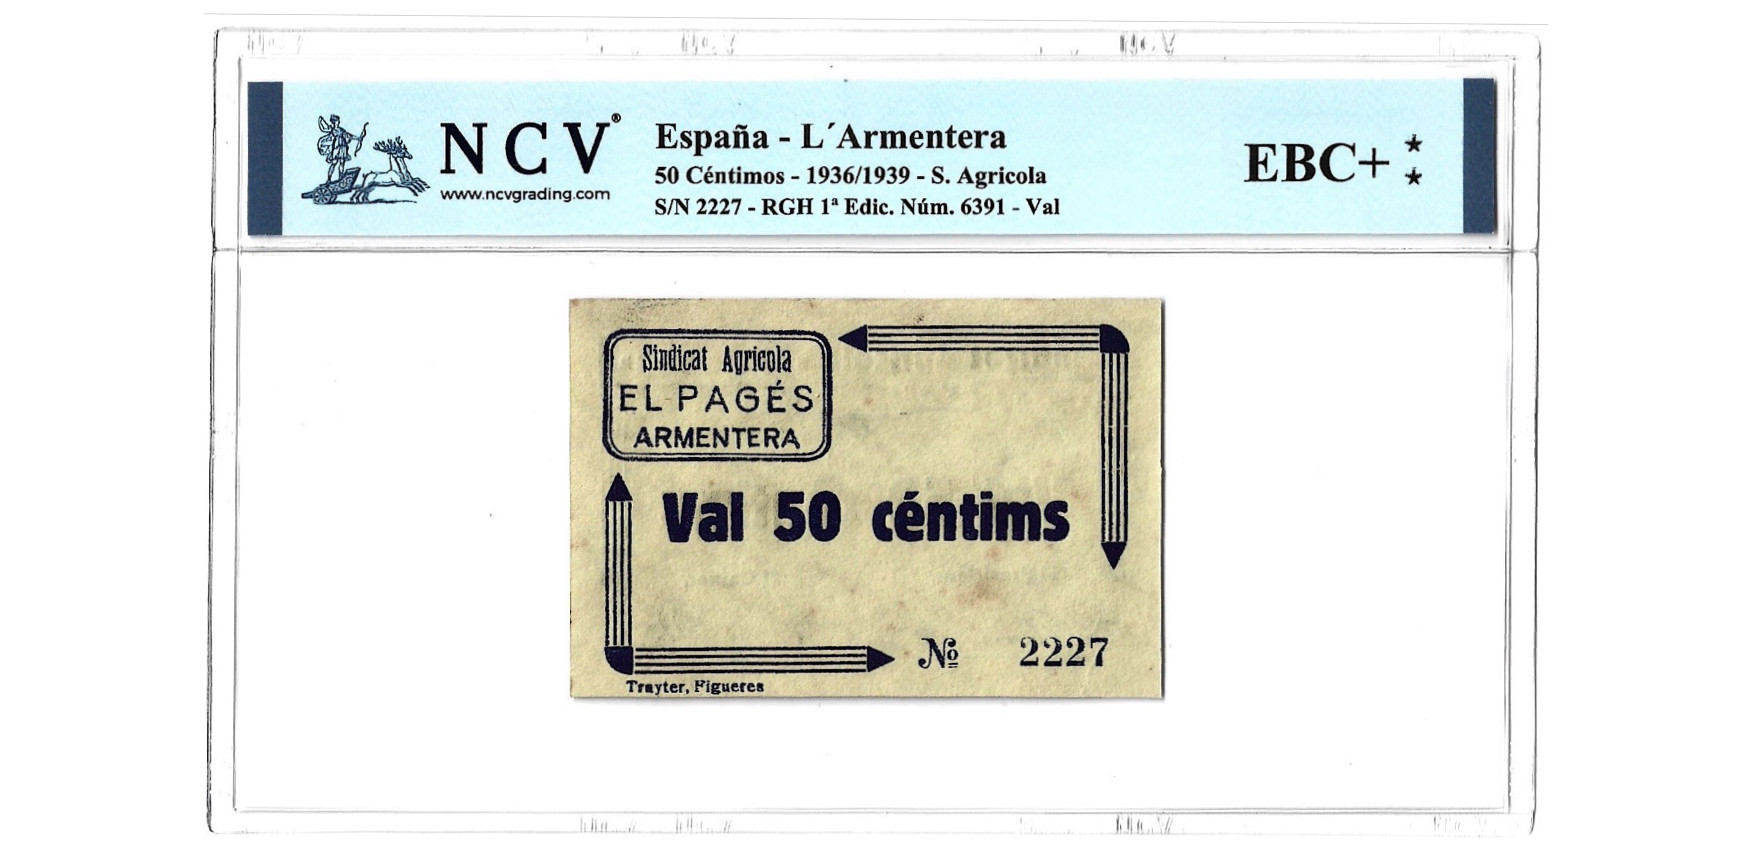 NCV®
www.ncvgrading.com
España - L´Armentera
50 Céntimos - 1936/1939 - S. Agricola
S/N 2227 - RGH 1ª Edic. Núm. 6391 - Val
EBC+ **
Sindicat Agricola
EL PAGÉS
ARMENTERA
Val 50 céntims
Nº 2227
Trayter, Figueres